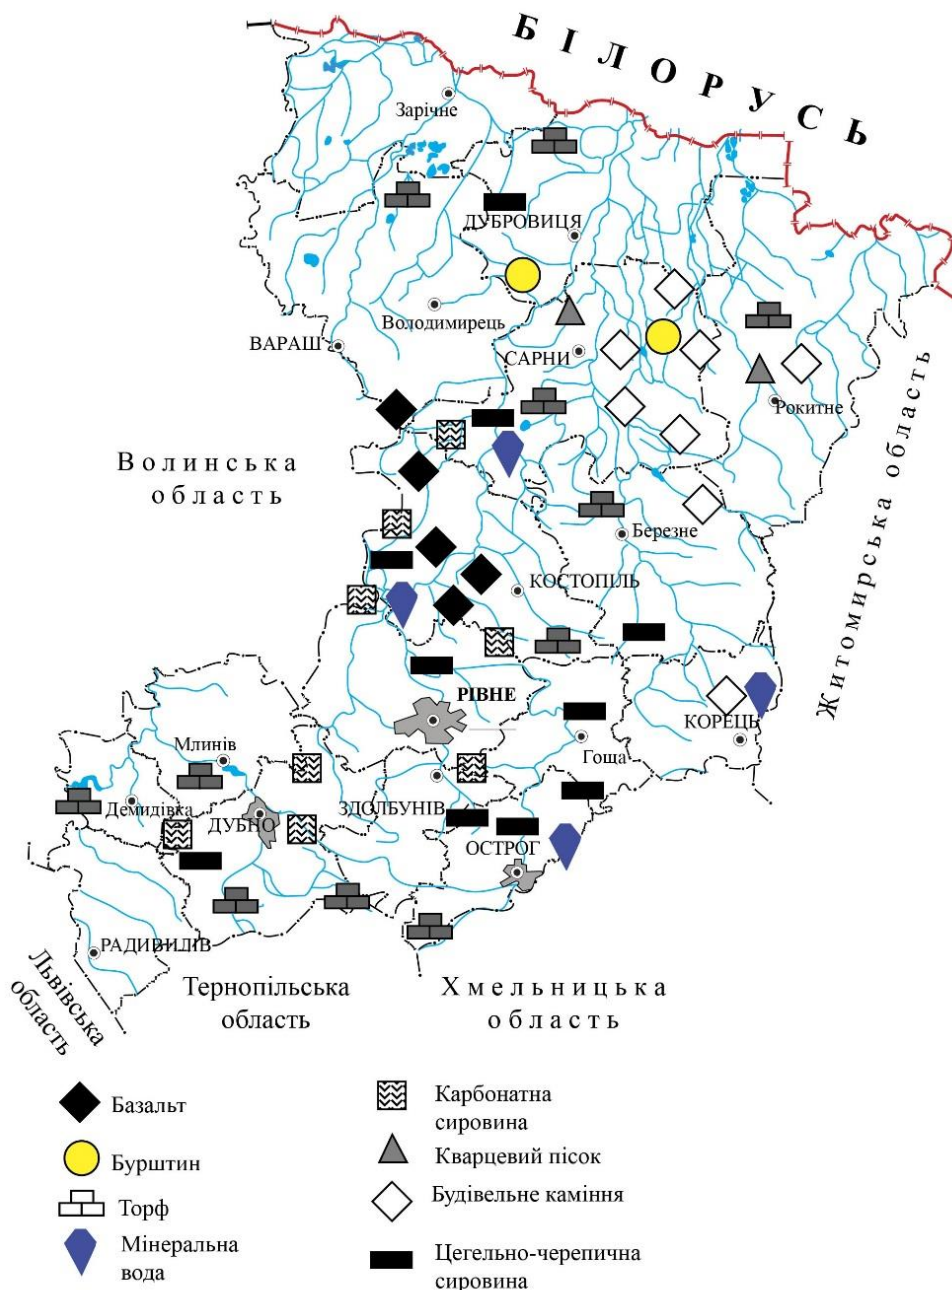 БІЛОРУСЬ
Зарічне
ДУБРОВИЦЯ
Володимирець
ВАРАШ
САРНИ
Рокитне
Волинська
область
Житомирська область
Березне
КОСТОПІЛЬ
РІВНЕ
КОРЕЦЬ
Млинів
Гоща
Демидівка
ДУБНО
ЗДОЛБУНІВ
ОСТРОГ
РАДИВИЛІВ
Львівська
область
Тернопільська
область
Хмельницька
область
Базальт
Бурштин
Торф
Мінеральна
вода
Карбонатна
сировина
Кварцевий пісок
Будівельне каміння
Цегельно-черепична
сировина